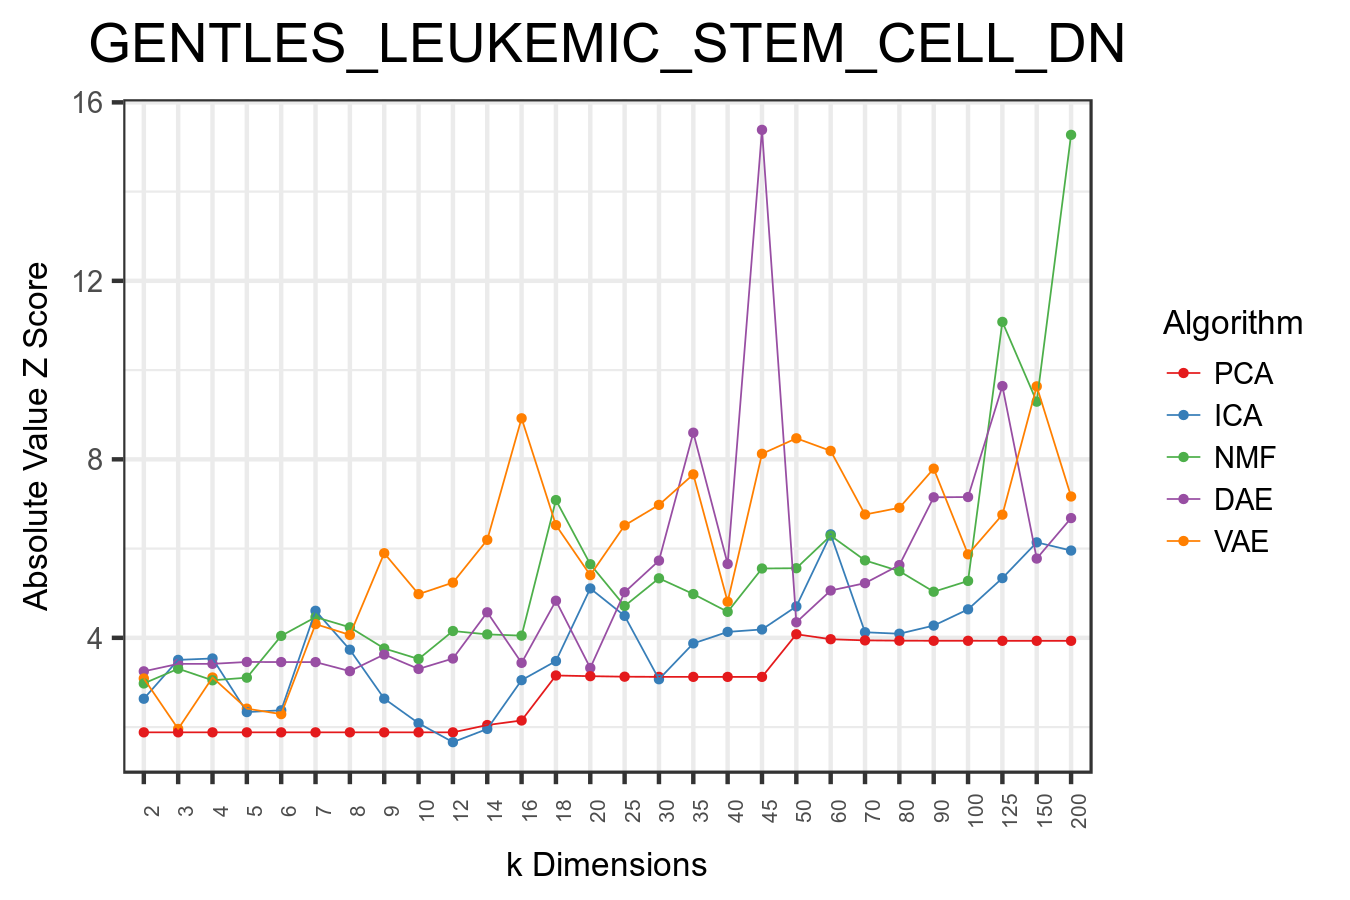 GENTLES_LEUKEMIC_STEM_CELL_DN
16
12
8
4
Absolute Value Z Score
2 3 4 5 6 7 8 9 10 12 14 16 18 20 25 30 35 40 45 50 60 70 80 90 100 125 150 200
k Dimensions
Algorithm
PCA
ICA
NMF
DAE
VAE